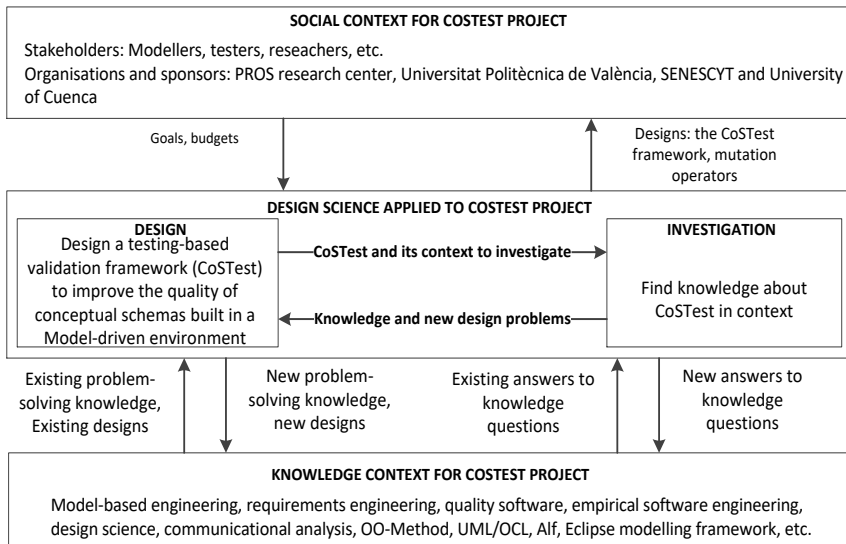 SOCIAL CONTEXT FOR COSTEST PROJECT
Stakeholders: Modellers, testers, reseachers, etc.
Organisations and sponsors: PROS research center, Universitat Politècnica de València, SENESCYT and University
of Cuenca
Goals, budgets
Designs: the CoSTest
framework, mutation
operators
DESIGN SCIENCE APPLIED TO COSTEST PROJECT
DESIGN
Design a testing-based
validation framework (CoSTest)
to improve the quality of
conceptual schemas built in a
Model-driven environment
CoSTest and its context to investigate
Knowledge and new design problems
INVESTIGATION
Find knowledge about
CoSTest in context
Existing problem-
solving knowledge,
Existing designs
New problem-
solving knowledge,
new designs
Existing answers to
knowledge
questions
New answers to
knowledge
questions
KNOWLEDGE CONTEXT FOR COSTEST PROJECT
Model-based engineering, requirements engineering, quality software, empirical software engineering,
design science, communicational analysis, OO-Method, UML/OCL, Alf, Eclipse modelling framework, etc.